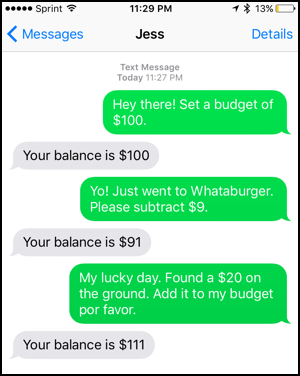 ●●●●● Sprint 11:29 PM 13%
Messages Jess Details
Text Message
Today 11:27 PM
Hey there! Set a budget of
$100.
Your balance is $100
Yo! Just went to Whataburger.
Please subtract $9.
Your balance is $91
My lucky day. Found a $20 on
the ground. Add it to my budget
por favor.
Your balance is $111